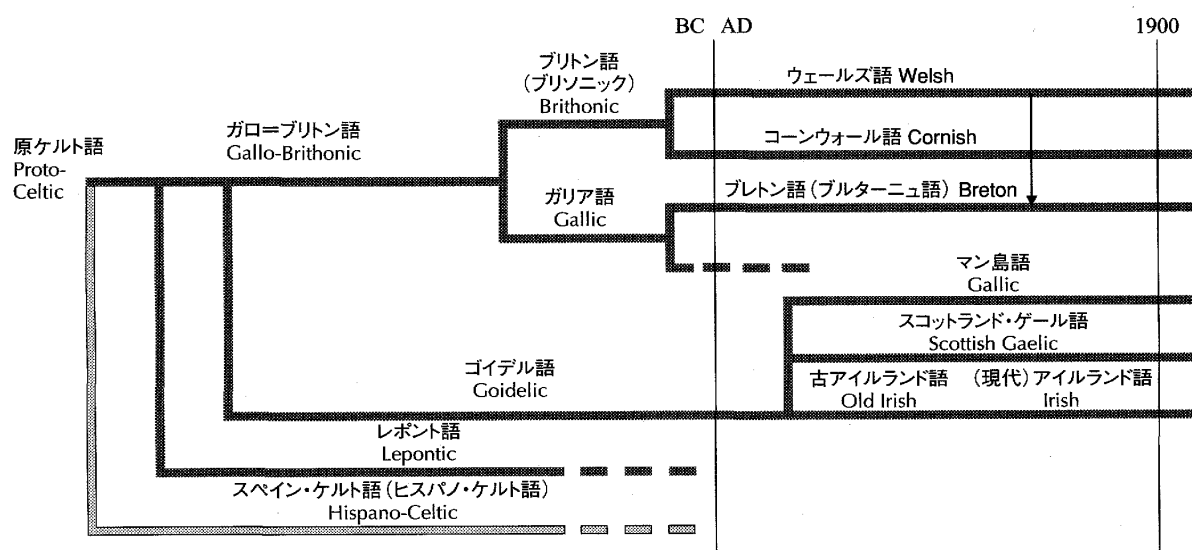 BC AD
1900
ブリトン語
（ブリソニック）
Brithonic
ウェールズ語 Welsh
原ケルト語
Proto-
Celtic
ガロ＝ブリトン語
Gallo-Brithonic
コーンウォール語 Cornish
ガリア語
Gallic
ブレトン語（ブルターニュ語） Breton
マン島語
Gallic
スコットランド・ゲール語
Scottish Gaelic
ゴイデル語
Goidelic
古アイルランド語
Old Irish
（現代）アイルランド語
Irish
レポント語
Lepontic
スペイン・ケルト語（ヒスパノ・ケルト語）
Hispano-Celtic